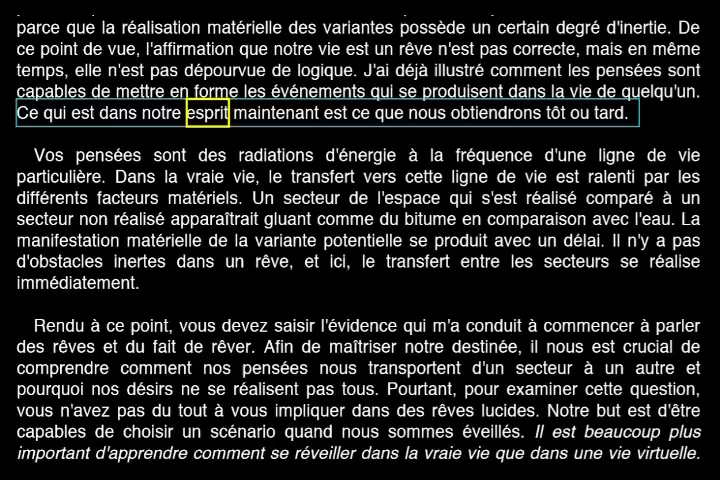 parce que la réalisation matérielle des variantes possède un certain degré d'inertie. De
ce point de vue, l'affirmation que notre vie est un rêve n'est pas correcte, mais en même
temps, elle n'est pas dépourvue de logique. J'ai déjà illustré comment les pensées sont
capables de mettre en forme les événements qui se produisent dans la vie de quelqu'un.
Ce qui est dans notre esprit maintenant est ce que nous obtiendrons tôt ou tard.
Vos pensées sont des radiations d'énergie à la fréquence d'une ligne de vie
particulière. Dans la vraie vie, le transfert vers cette ligne de vie est ralenti par les
différents facteurs matériels. Un secteur de l'espace qui s'est réalisé comparé à un
secteur non réalisé apparaîtrait gluant comme du bitume en comparaison avec l'eau. La
manifestation matérielle de la variante potentielle se produit avec un délai. Il n'y a pas
d'obstacles inertes dans un rêve, et ici, le transfert entre les secteurs se réalise
immédiatement.
Rendu à ce point, vous devez saisir l'évidence qui m'a conduit à commencer à parler
des rêves et du fait de rêver. Afin de maîtriser notre destinée, il nous est crucial de
comprendre comment nos pensées nous transportent d'un secteur à un autre et
pourquoi nos désirs ne se réalisent pas tous. Pourtant, pour examiner cette question,
vous n'avez pas du tout à vous impliquer dans des rêves lucides. Notre but est d'être
capables de choisir un scénario quand nous sommes éveillés. Il est beaucoup plus
important d'apprendre comment se réveiller dans la vraie vie que dans une vie virtuelle.